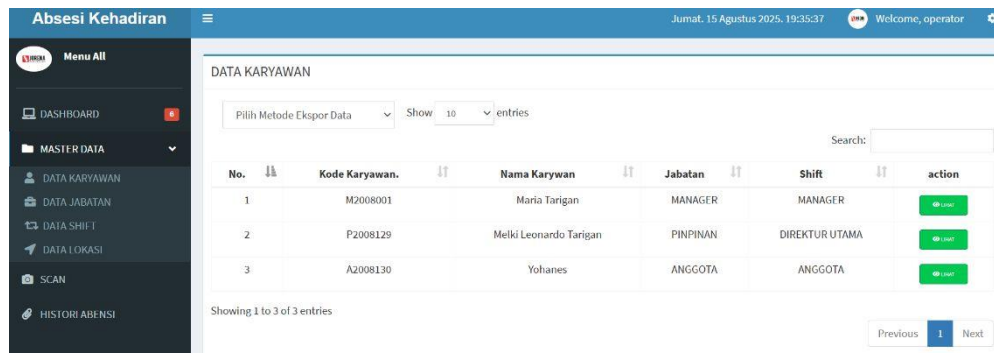 Absesi Kehadiran
Jumat. 15 Agustus 2025. 19:35:37
Welcome, operator
Menu All
DASHBOARD 6
MASTER DATA
DATA KARYAWAN
DATA JABATAN
DATA SHIFT
DATA LOKASI
SCAN
HISTORI ABENSI
DATA KARYAWAN
Pilih Metode Ekspor Data Show 10 entries
Search:
No. Kode Karyawan. Nama Karywan Jabatan Shift action
1 M2008001 Maria Tarigan MANAGER MANAGER LIHAT
2 P2008129 Melki Leonardo Tarigan PINPINAN DIREKTUR UTAMA LIHAT
3 A2008130 Yohanes ANGGOTA ANGGOTA LIHAT
Showing 1 to 3 of 3 entries
Previous 1 Next